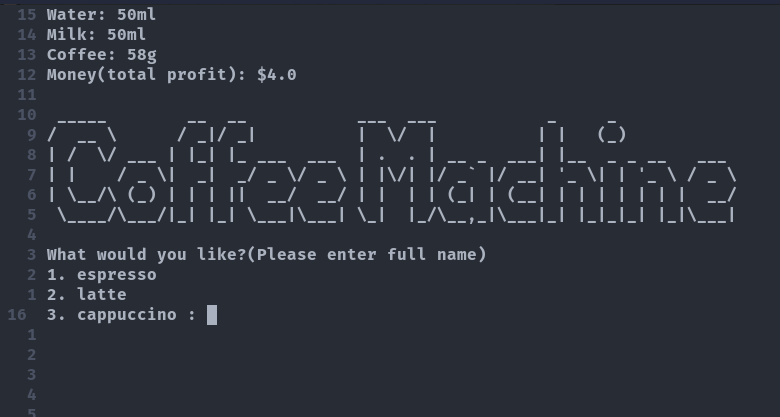 15 Water: 50ml
14 Milk: 50ml
13 Coffee: 58g
12 Money(total profit): $4.0
11
10
9
8
7 CoffeeMachine
6
5
4
3 What would you like?(Please enter full name)
2 1. espresso
1 2. latte
16 3. cappuccino :
1
2
3
4
5